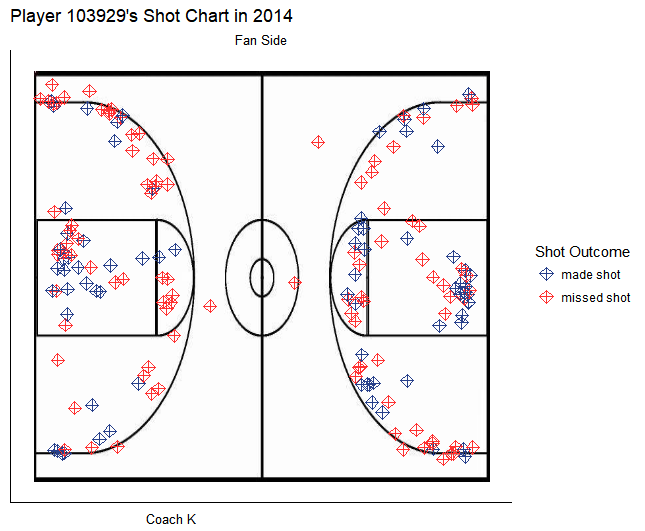 Player 103929's Shot Chart in 2014
Fan Side
Shot Outcome
made shot
missed shot
Coach K